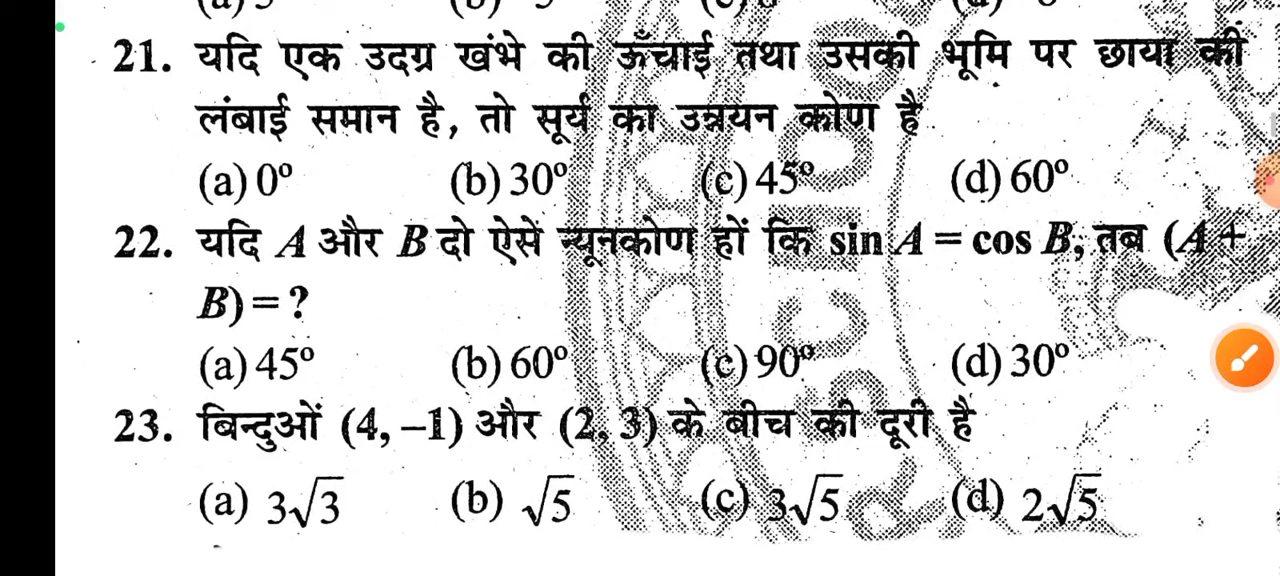 21. यदि एक उदग्र खंभे की ऊँचाई तथा उसकी भूमि पर छाया की
लंबाई समान है, तो सूर्य का उन्नयन कोण है
(a) 0° (b) 30° (c) 45° (d) 60°
22. यदि A और B दो ऐसें न्यूनकोण हों कि sin A = cos B, तब (A +
B) = ?
(a) 45° (b) 60° (c) 90° (d) 30°
23. बिन्दुओं (4, –1) और (2, 3) के बीच की दूरी है
(a) 3√3 (b) √5 (c) 3√5 (d) 2√5